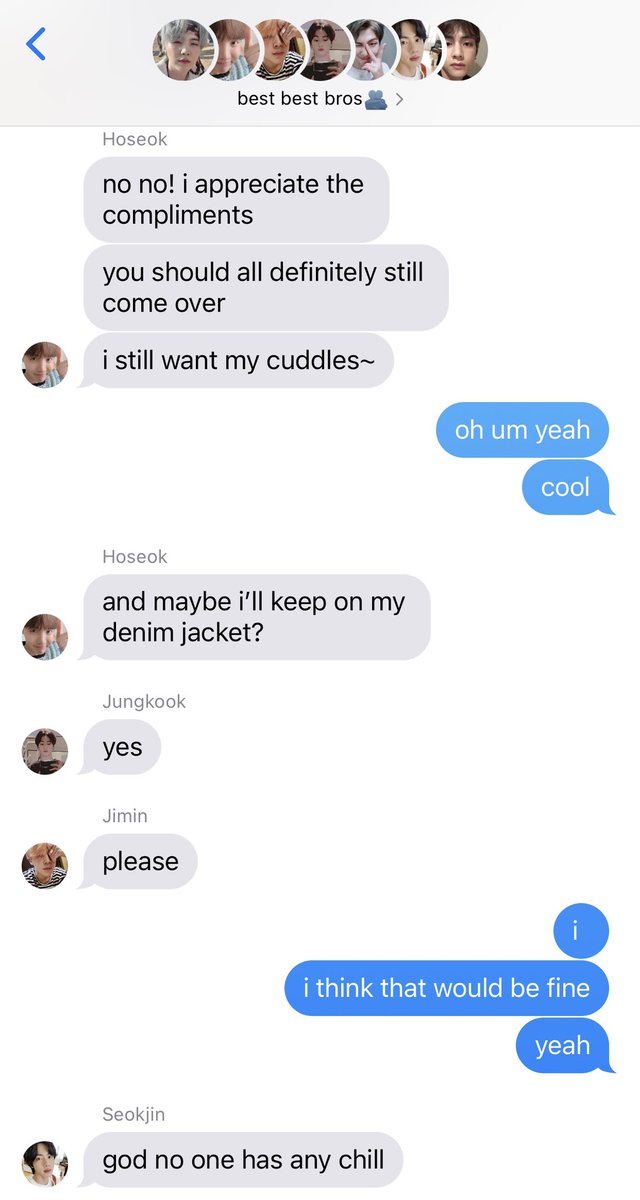 best best bros🫂 >
Hoseok
no no! i appreciate the
compliments
you should all definitely still
come over
i still want my cuddles~
oh um yeah
cool
Hoseok
and maybe i’ll keep on my
denim jacket?
Jungkook
yes
Jimin
please
i
i think that would be fine
yeah
Seokjin
god no one has any chill